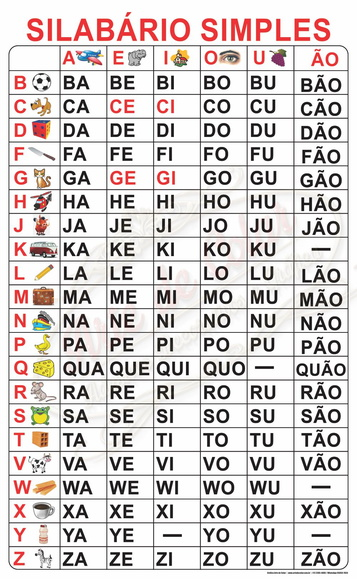 SILABÁRIO SIMPLES
A E I O U ÃO
B BA BE BI BO BU BÃO
C CA CE CI CO CU CÃO
D DA DE DI DO DU DÃO
F FA FE FI FO FU FÃO
G GA GE GI GO GU GÃO
H HA HE HI HO HU HÃO
J JA JE JI JO JU JÃO
K KA KE KI KO KU —
L LA LE LI LO LU LÃO
M MA ME MI MO MU MÃO
N NA NE NI NO NU NÃO
P PA PE PI PO PU PÃO
Q QUA QUE QUI QUO — QUÃO
R RA RE RI RO RU RÃO
S SA SE SI SO SU SÃO
T TA TE TI TO TU TÃO
V VA VE VI VO VU VÃO
W WA WE WI WO WU —
X XA XE XI XO XU XÃO
Y YA YE — YO YU —
Z ZA ZE ZI ZO ZU ZÃO